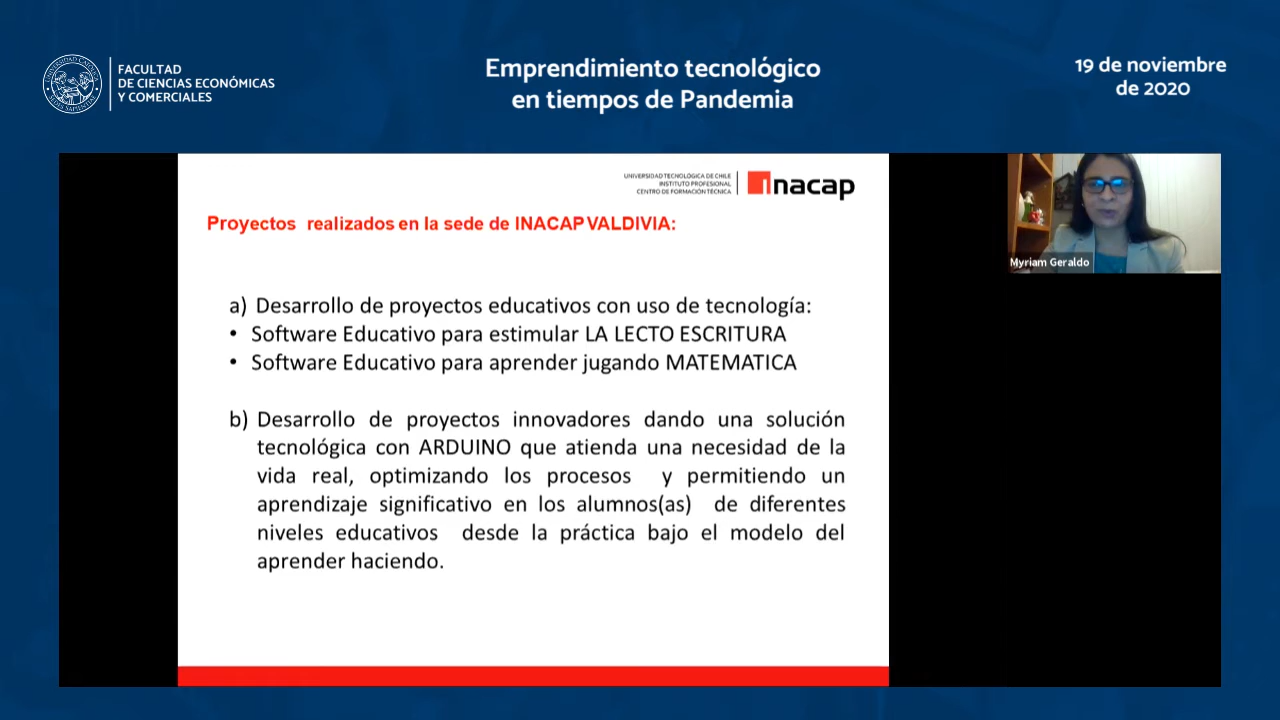 FACULTAD
DE CIENCIAS ECONÓMICAS
Y COMERCIALES
Emprendimiento tecnológico
en tiempos de Pandemia
19 de noviembre
de 2020
UNIVERSIDAD TECNOLÓGICA DE CHILE
INSTITUTO PROFESIONAL
CENTRO DE FORMACIÓN TÉCNICA
inacap
Proyectos realizados en la sede de INACAP VALDIVIA:
Myriam Geraldo
a) Desarrollo de proyectos educativos con uso de tecnología:
• Software Educativo para estimular LA LECTO ESCRITURA
• Software Educativo para aprender jugando MATEMATICA
b) Desarrollo de proyectos innovadores dando una solución
tecnológica con ARDUINO que atienda una necesidad de la
vida real, optimizando los procesos y permitiendo un
aprendizaje significativo en los alumnos(as) de diferentes
niveles educativos desde la práctica bajo el modelo del
aprender haciendo.